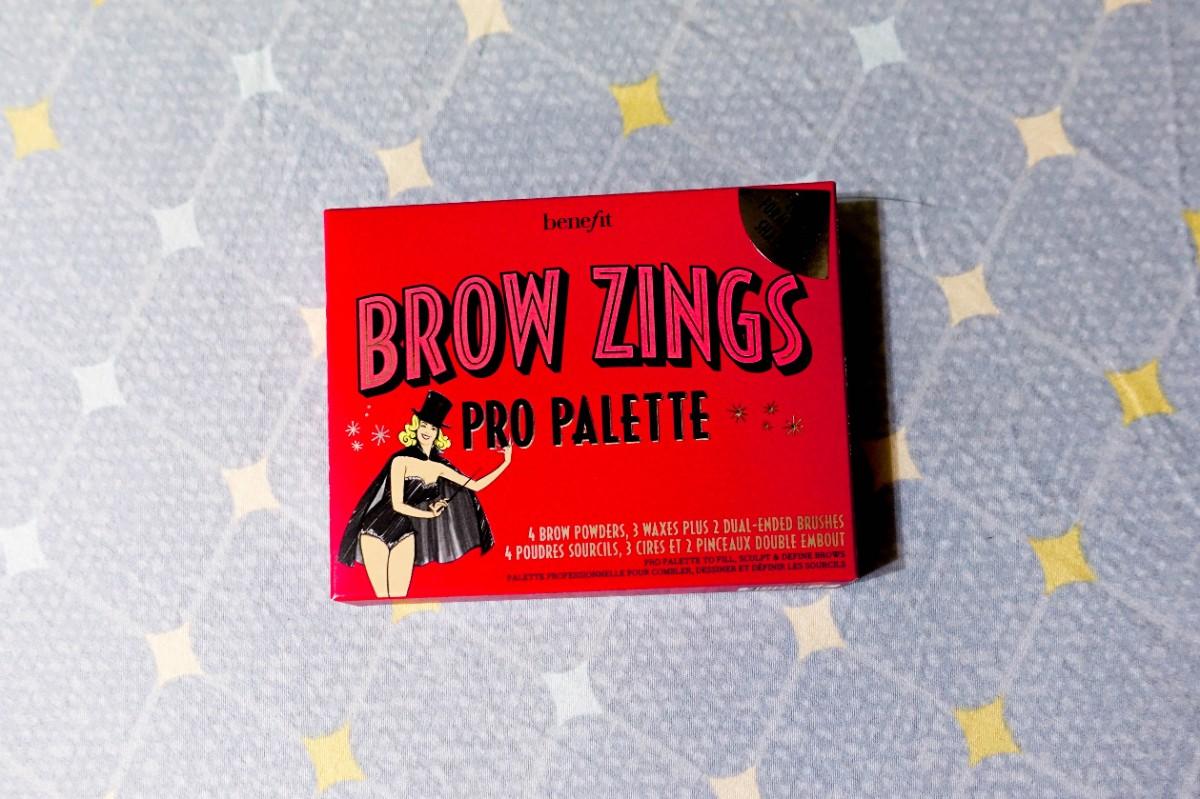 benefit
BROW ZINGS
PRO PALETTE
4 BROW POWDERS, 3 WAXES PLUS 2 DUAL-ENDED BRUSHES
4 POUDRES SOURCILS, 3 CIRES ET 2 PINCEAUX DOUBLE EMBOUT
PRO PALETTE TO FILL, SCULPT & DEFINE BROWS
PALETTE PROFESSIONNELLE POUR COMBLER, DESSINER ET DÉFINIR LES SOURCILS